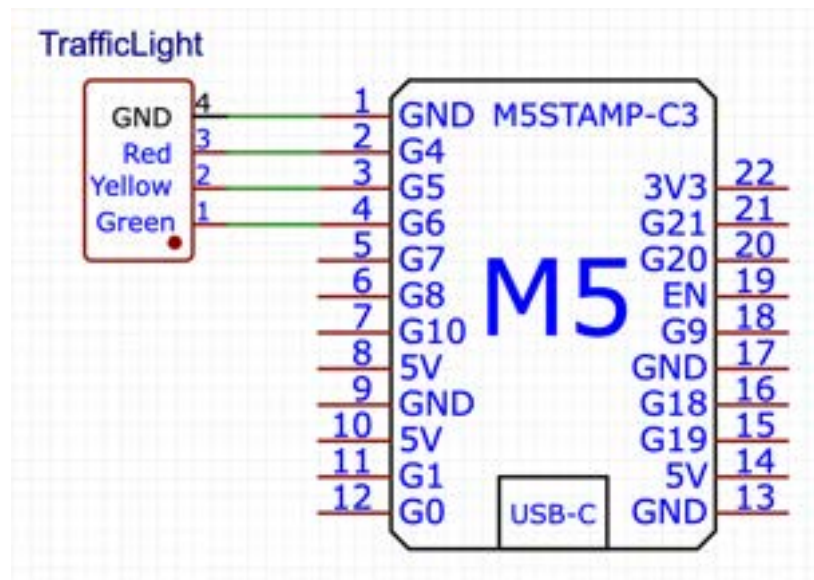 TrafficLight
GND 4
Red 3
Yellow 2
Green 1
M5STAMP-C3
1 GND
2 G4
3 G5
4 G6
5 G7
6 G8
7 G10
8 5V
9 GND
10 5V
11 G1
12 G0
M5
USB-C
3V3 22
G21 21
G20 20
EN 19
G9 18
GND 17
G18 16
G19 15
5V 14
GND 13